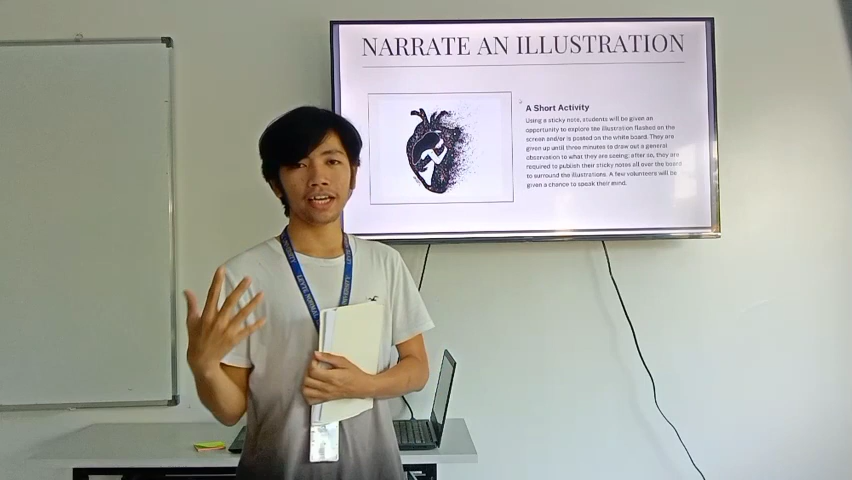 NARRATE AN ILLUSTRATION
A Short Activity
Using a sticky note, students will be given an
opportunity to explore the illustration flashed on the
screen and/or is posted on the white board. They are
given up until three minutes to draw out a general
observation to what they are seeing; after so, they are
required to publish their sticky notes all over the board
to surround the illustrations. A few volunteers will be
given a chance to speak their mind.
LEYTE NORMAL